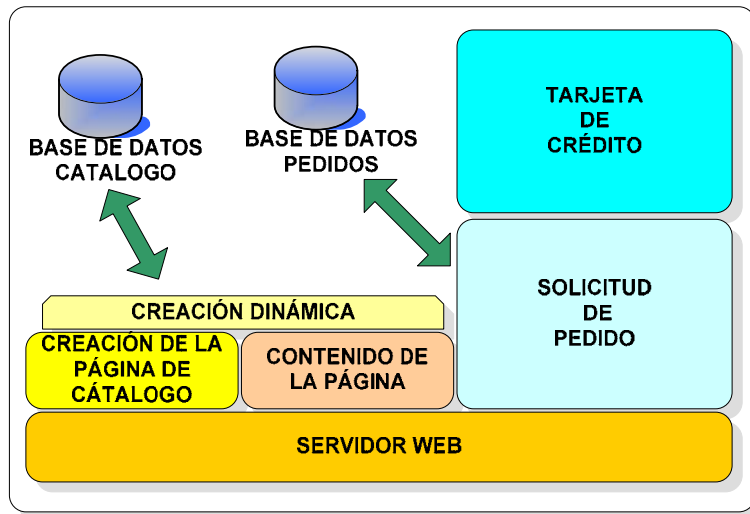 BASE DE DATOS
CATALOGO
BASE DE DATOS
PEDIDOS
TARJETA
DE
CRÉDITO
SOLICITUD
DE
PEDIDO
CREACIÓN DINÁMICA
CREACIÓN DE LA
PÁGINA DE
CÁTALOGO
CONTENIDO DE
LA PÁGINA
SERVIDOR WEB